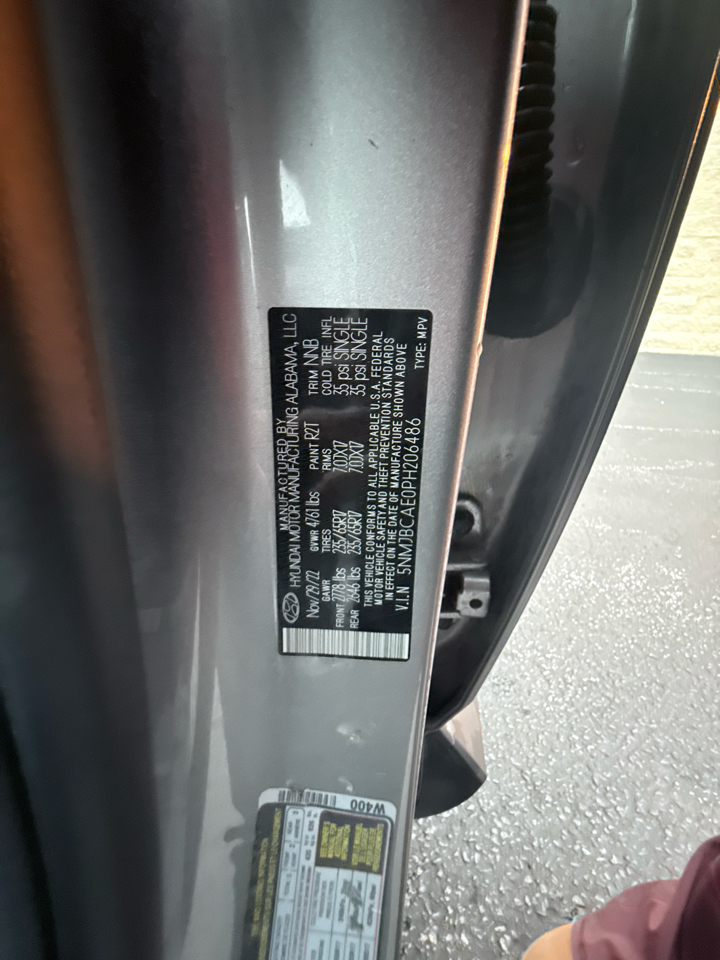 MANUFACTURED BY
HYUNDAI MOTOR MANUFACTURING ALABAMA, LLC
Nov/29/22 GVWR 4761 lbs PAINT R2T TRIM NNB
GAWR TIRES RIMS COLD TIRE INFL
FRONT 2778 lbs 235/65R17 7.0JX17 35 psi SINGLE
REAR 2646 lbs 235/65R17 7.0JX17 35 psi SINGLE
THIS VEHICLE CONFORMS TO ALL APPLICABLE U.S.A. FEDERAL
MOTOR VEHICLE SAFETY AND THEFT PREVENTION STANDARDS
IN EFFECT ON THE DATE OF MANUFACTURE SHOWN ABOVE
V.I.N 5NMJBCAE0PH206486 TYPE: MPV
W400